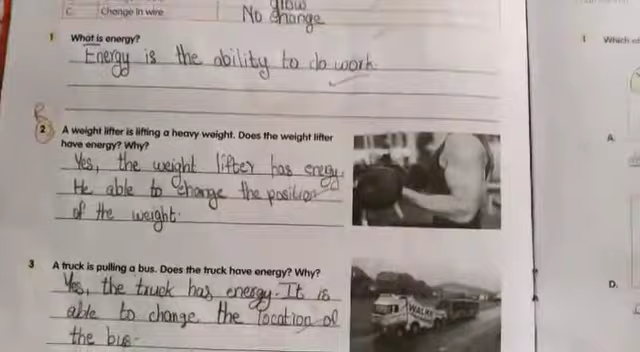 glow
C. Change in wire No change
1 What is energy?
Energy is the ability to do work.
R
2 A weight lifter is lifting a heavy weight. Does the weight lifter
have energy? Why?
Yes, the weight lifter has energy.
He able to change the position
of the weight.
3 A truck is pulling a bus. Does the truck have energy? Why?
Yes, the truck has energy. It is
able to change the location of
the bus.
WALKE
1 Which
A.
D.